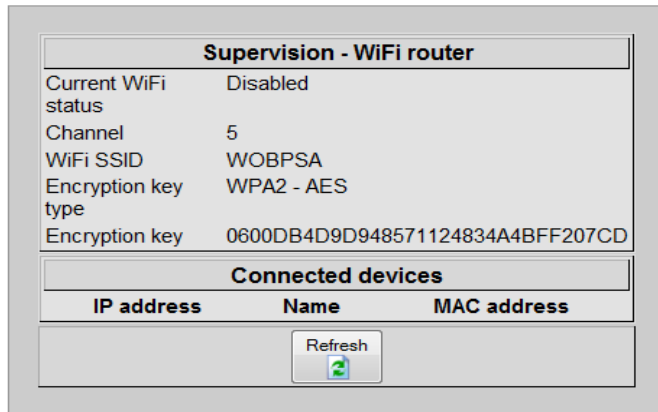 Supervision - WiFi router
Current WiFi status Disabled
Channel 5
WiFi SSID WOBPSA
Encryption key type WPA2 - AES
Encryption key 0600DB4D9D948571124834A4BFF207CD
Connected devices
IP address Name MAC address
Refresh